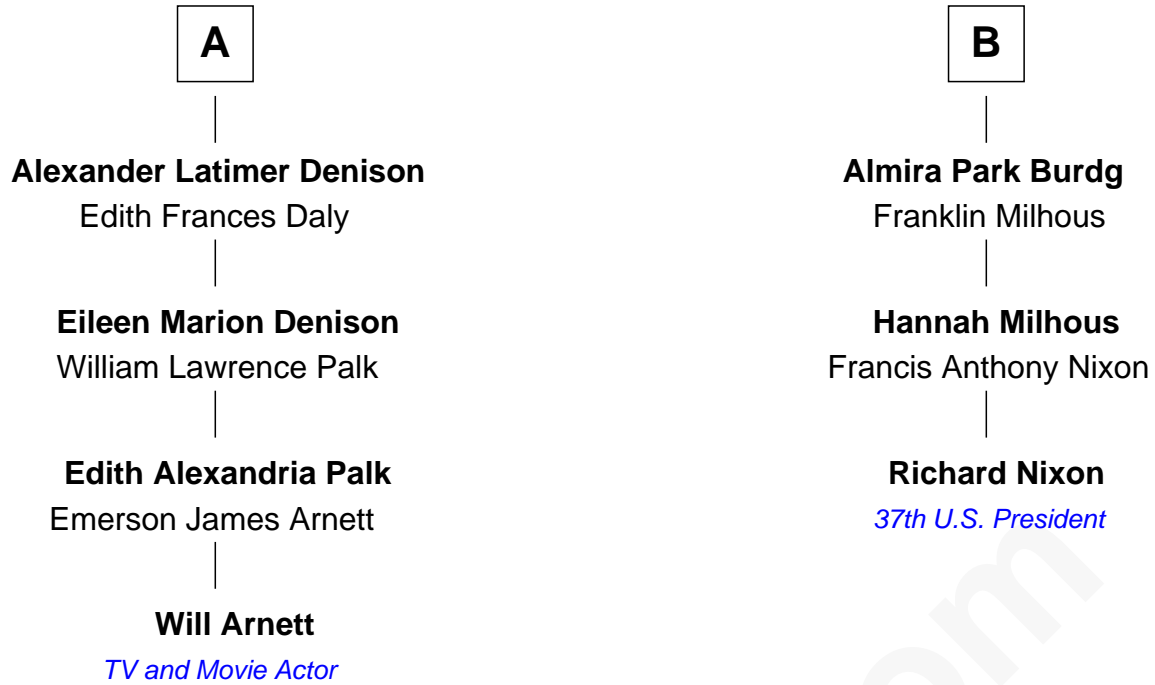 A
Alexander Latimer Denison
Edith Frances Daly
Eileen Marion Denison
William Lawrence Palk
Edith Alexandria Palk
Emerson James Arnett
Will Arnett
TV and Movie Actor
B
Almira Park Burdg
Franklin Milhous
Hannah Milhous
Francis Anthony Nixon
Richard Nixon
37th U.S. President
om